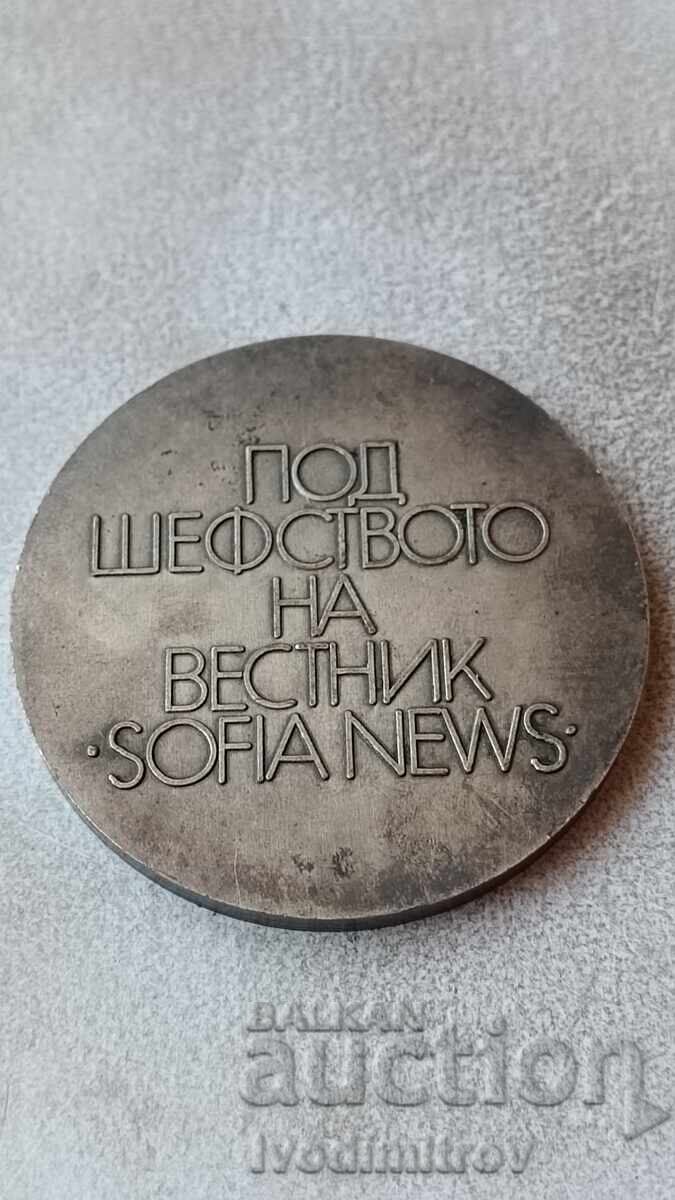 ПОД
ШЕФСТВОТО
НА
ВЕСТНИК
·SOFIA NEWS·
BALKAN
auction
Ivodimitrov